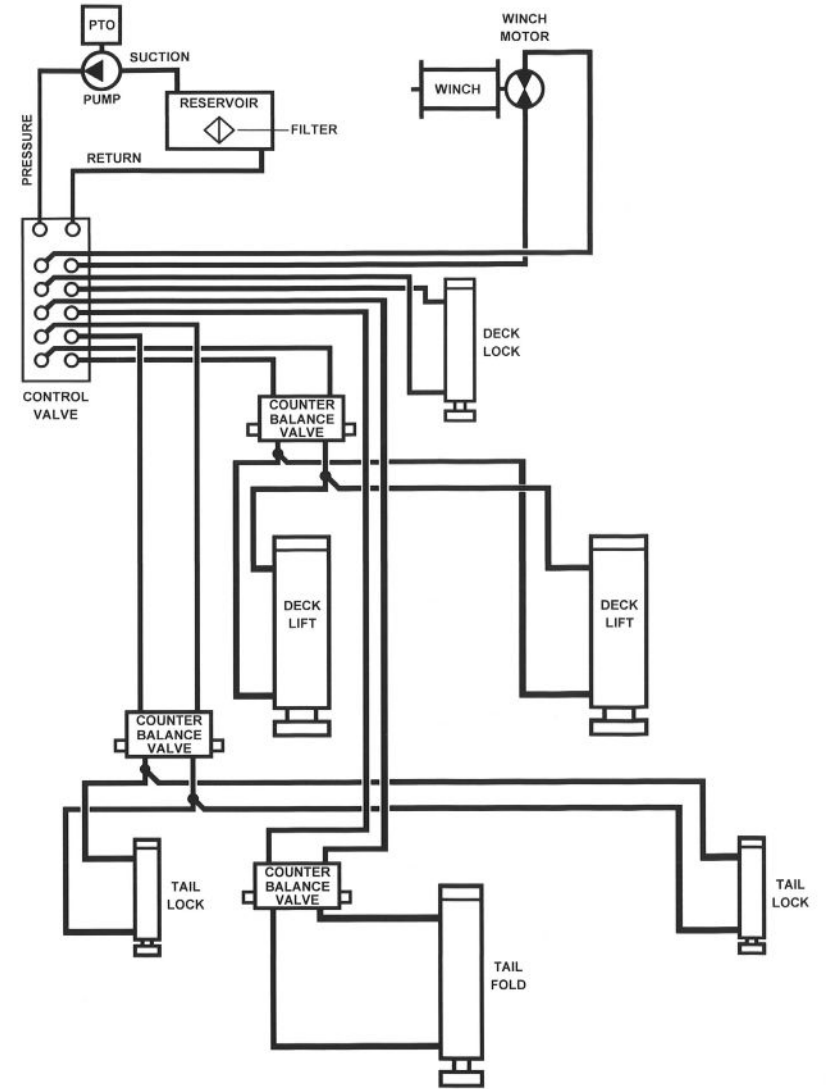 PTO
SUCTION
PUMP
RESERVOIR
FILTER
PRESSURE
RETURN
WINCH
MOTOR
WINCH
CONTROL
VALVE
DECK
LOCK
COUNTER
BALANCE
VALVE
DECK
LIFT
DECK
LIFT
COUNTER
BALANCE
VALVE
TAIL
LOCK
COUNTER
BALANCE
VALVE
TAIL
FOLD
TAIL
LOCK